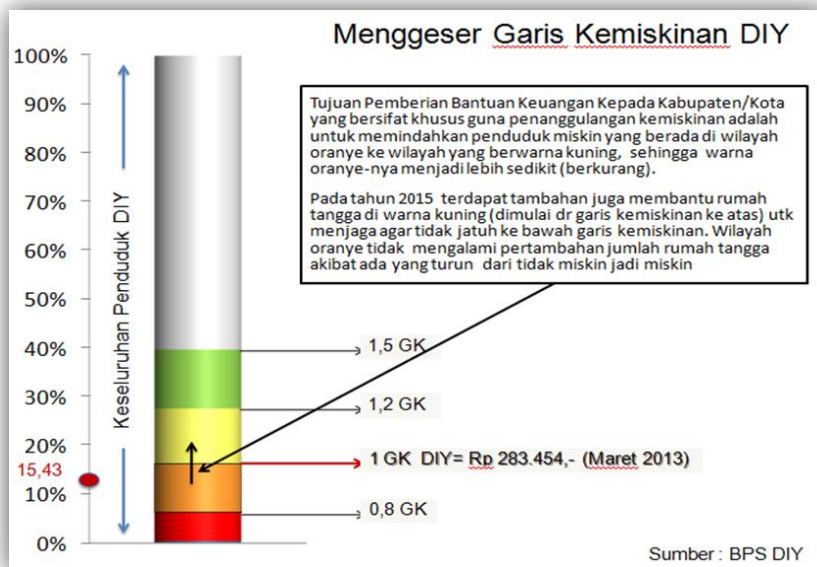 Menggeser Garis Kemiskinan DIY
100%
90%
80%
70%
60%
50%
40%
30%
20%
15,43
10%
0%
Keseluruhan Penduduk DIY
Tujuan Pemberian Bantuan Keuangan Kepada Kabupaten/Kota
yang bersifat khusus guna penanggulangan kemiskinan adalah
untuk memindahkan penduduk miskin yang berada di wilayah
oranye ke wilayah yang berwarna kuning, sehingga warna
oranye-nya menjadi lebih sedikit (berkurang).
Pada tahun 2015 terdapat tambahan juga membantu rumah
tangga di warna kuning (dimulai dr garis kemiskinan ke atas) utk
menjaga agar tidak jatuh ke bawah garis kemiskinan. Wilayah
oranye tidak mengalami pertambahan jumlah rumah tangga
akibat ada yang turun dari tidak miskin jadi miskin
1,5 GK
1,2 GK
1 GK DIY= Rp 283.454,- (Maret 2013)
0,8 GK
Sumber : BPS DIY